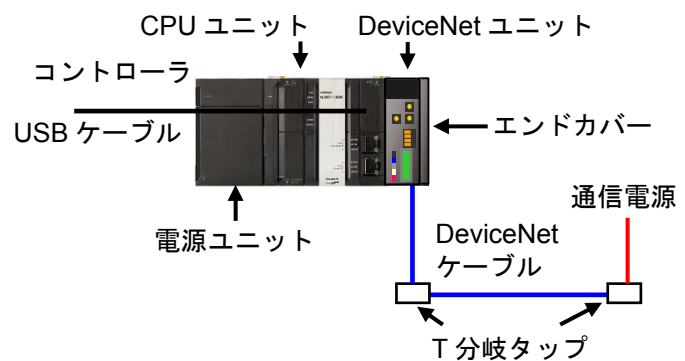 CPU ユニット
DeviceNet ユニット
コントローラ
NJ501-1500
USB ケーブル
エンドカバー
通信電源
電源ユニット
DeviceNet
ケーブル
T 分岐タップ